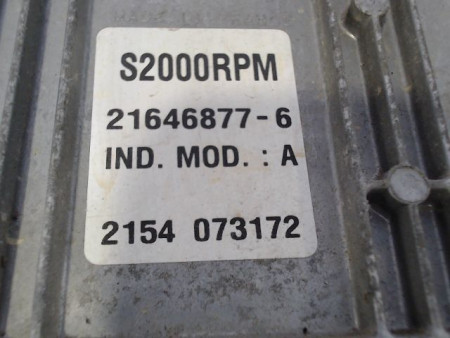 S2000RPM
21646877-6
IND. MOD. : A
2154 073172